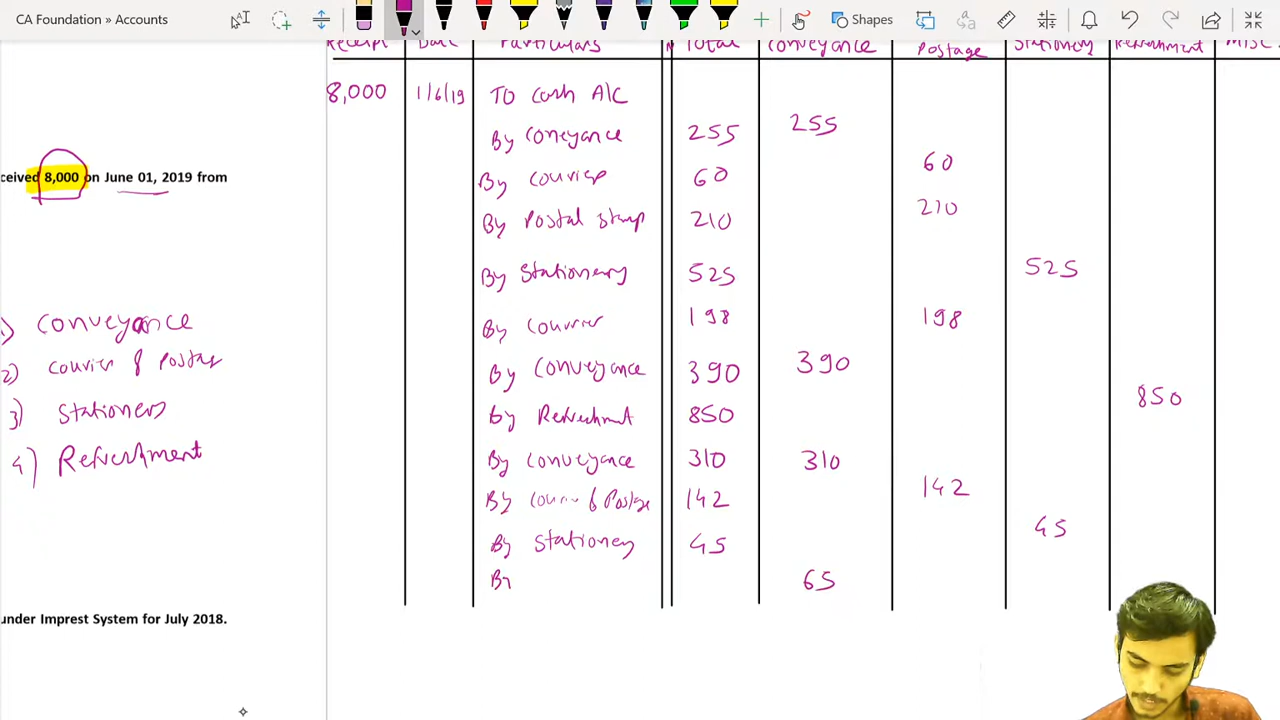 CA Foundation » Accounts
Shapes
Receipt Date Particulars Total Conveyance Postage Stationery Refreshment Misc.
8,000 1/6/19 TO Cash A/C
By Coneyance 255 255
ceived 8,000 on June 01, 2019 from
By Courier 60 60
By Postal Stamp 210 210
By Stationery 525 525
1) Conveyance
By Courier 198 198
2) Courier & Postage
By Conveyance 390 390
3) Stationers
By Refreshment 850 850
4) Refreshment
By Conveyance 310 310
By Courier & Postage 142 142
By Stationery 45 45
By 65
under Imprest System for July 2018.